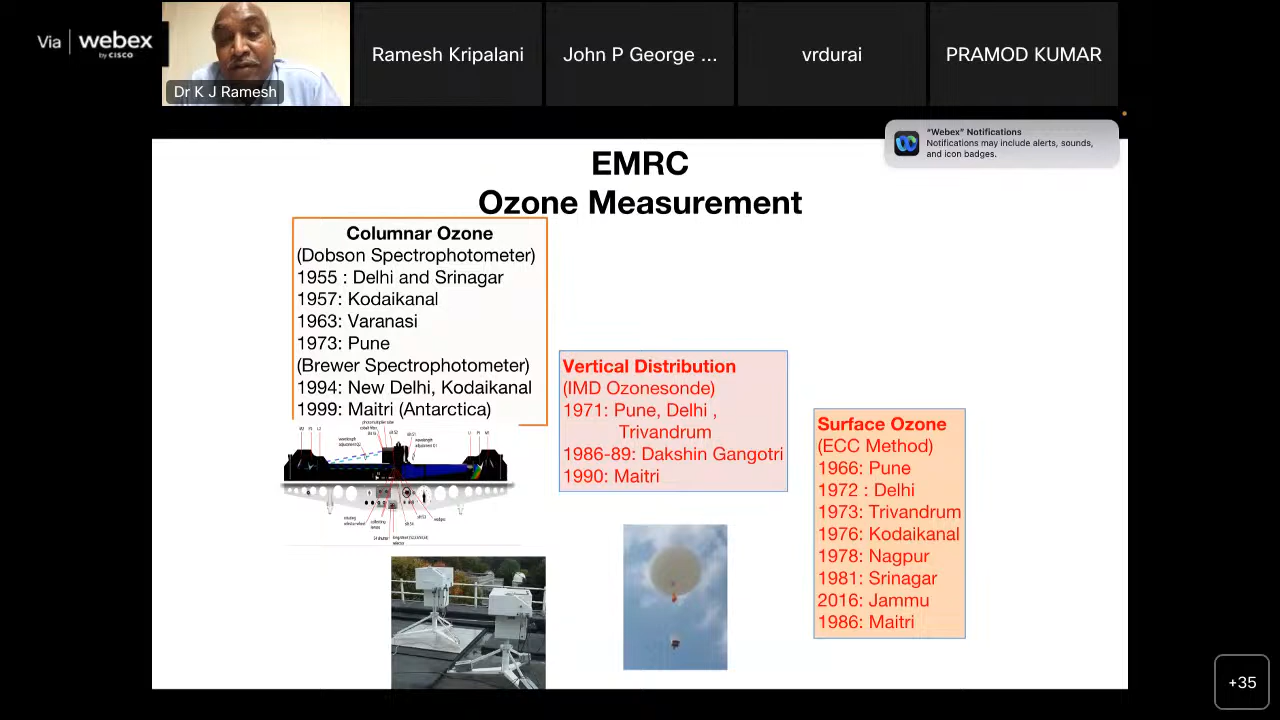 Via webex
by CISCO
Dr K J Ramesh
Ramesh Kripalani
John P George ...
vrdurai
PRAMOD KUMAR
"Webex" Notifications
Notifications may include alerts, sounds,
and icon badges.
EMRC
Ozone Measurement
Columnar Ozone
(Dobson Spectrophotometer)
1955 : Delhi and Srinagar
1957: Kodaikanal
1963: Varanasi
1973: Pune
(Brewer Spectrophotometer)
1994: New Delhi, Kodaikanal
1999: Maitri (Antarctica)
Vertical Distribution
(IMD Ozonesonde)
1971: Pune, Delhi ,
Trivandrum
1986-89: Dakshin Gangotri
1990: Maitri
Surface Ozone
(ECC Method)
1966: Pune
1972 : Delhi
1973: Trivandrum
1976: Kodaikanal
1978: Nagpur
1981: Srinagar
2016: Jammu
1986: Maitri
+35